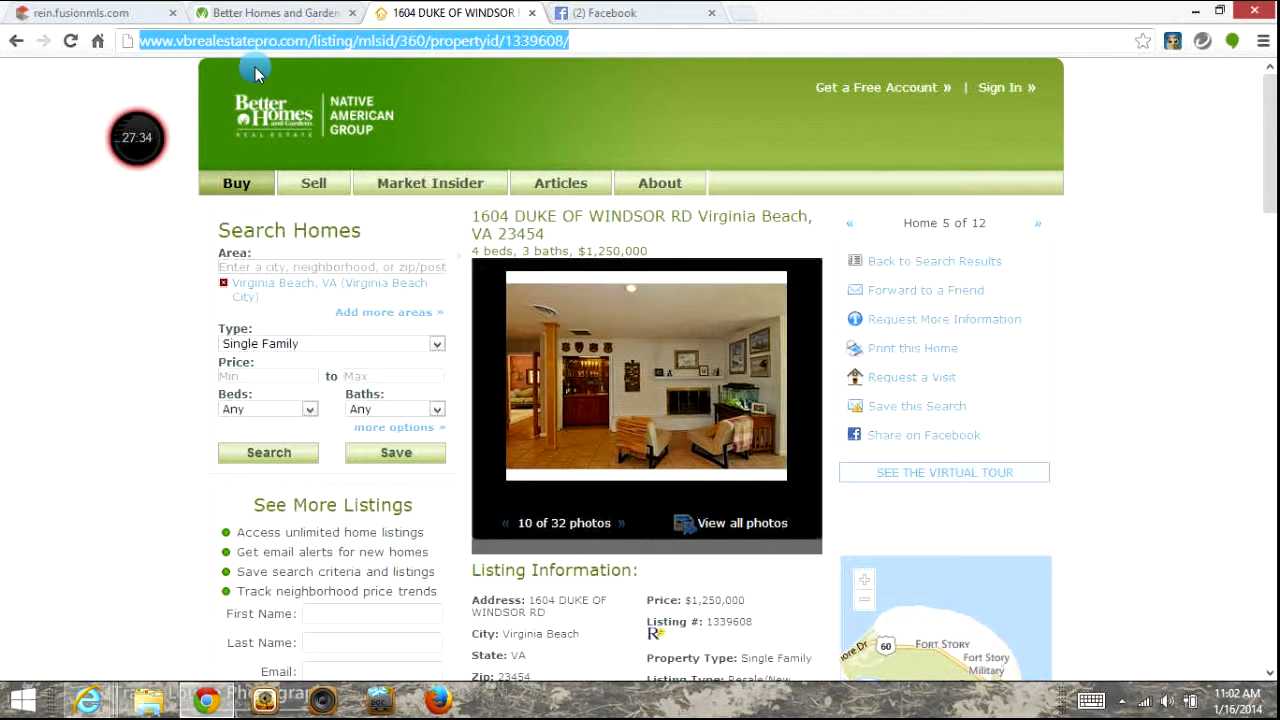 rein.fusionmls.com
Better Homes and Garden
1604 DUKE OF WINDSOR
(2) Facebook
www.vbrealestatepro.com/listing/mlsid/360/propertyid/1339608/
Get a Free Account » | Sign In »
Better Homes and Gardens REAL ESTATE
NATIVE AMERICAN GROUP
27:34
Buy Sell Market Insider Articles About
Search Homes
Area:
Enter a city, neighborhood, or zip/post
Virginia Beach, VA (Virginia Beach
City)
Add more areas »
Type:
Single Family
Price:
Min to Max
Beds: Baths:
Any Any
more options »
Search Save
See More Listings
Access unlimited home listings
Get email alerts for new homes
Save search criteria and listings
Track neighborhood price trends
First Name:
Last Name:
Email:
1604 DUKE OF WINDSOR RD Virginia Beach,
VA 23454
4 beds, 3 baths, $1,250,000
« 10 of 32 photos » View all photos
Listing Information:
Address: 1604 DUKE OF
WINDSOR RD
City: Virginia Beach
State: VA
Zip: 23454
Price: $1,250,000
Listing #: 1339608
R
Property Type: Single Family
Listing Type: Resale/New
« Home 5 of 12 »
Back to Search Results
Forward to a Friend
Request More Information
Print this Home
Request a Visit
Save this Search
Share on Facebook
SEE THE VIRTUAL TOUR
+
−
ore Dr
60
FORT STORY
Fort Story
Military
DOC
11:02 AM
1/16/2014